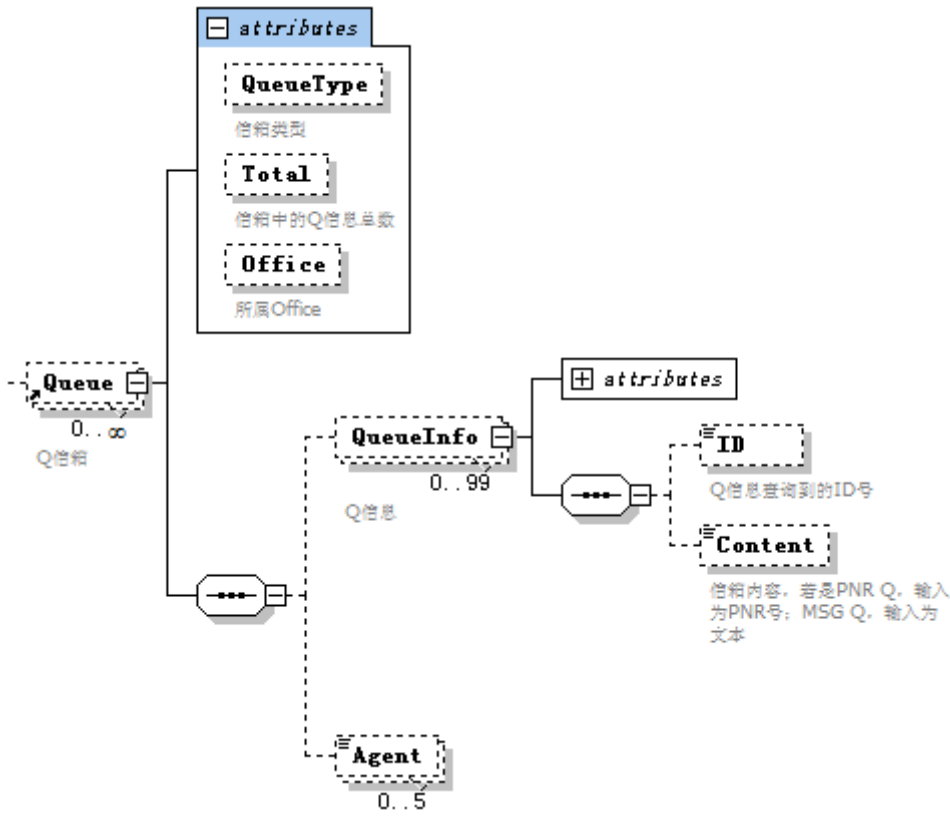 attributes
QueueType
信箱类型
Total
信箱中的Q信息总数
Office
所属Office
Queue
0..∞
Q信箱
QueueInfo
0..99
Q信息
attributes
ID
Q信息查询到的ID号
Content
信箱内容，若是PNR Q，输入
为PNR号；MSG Q，输入为
文本
Agent
0..5